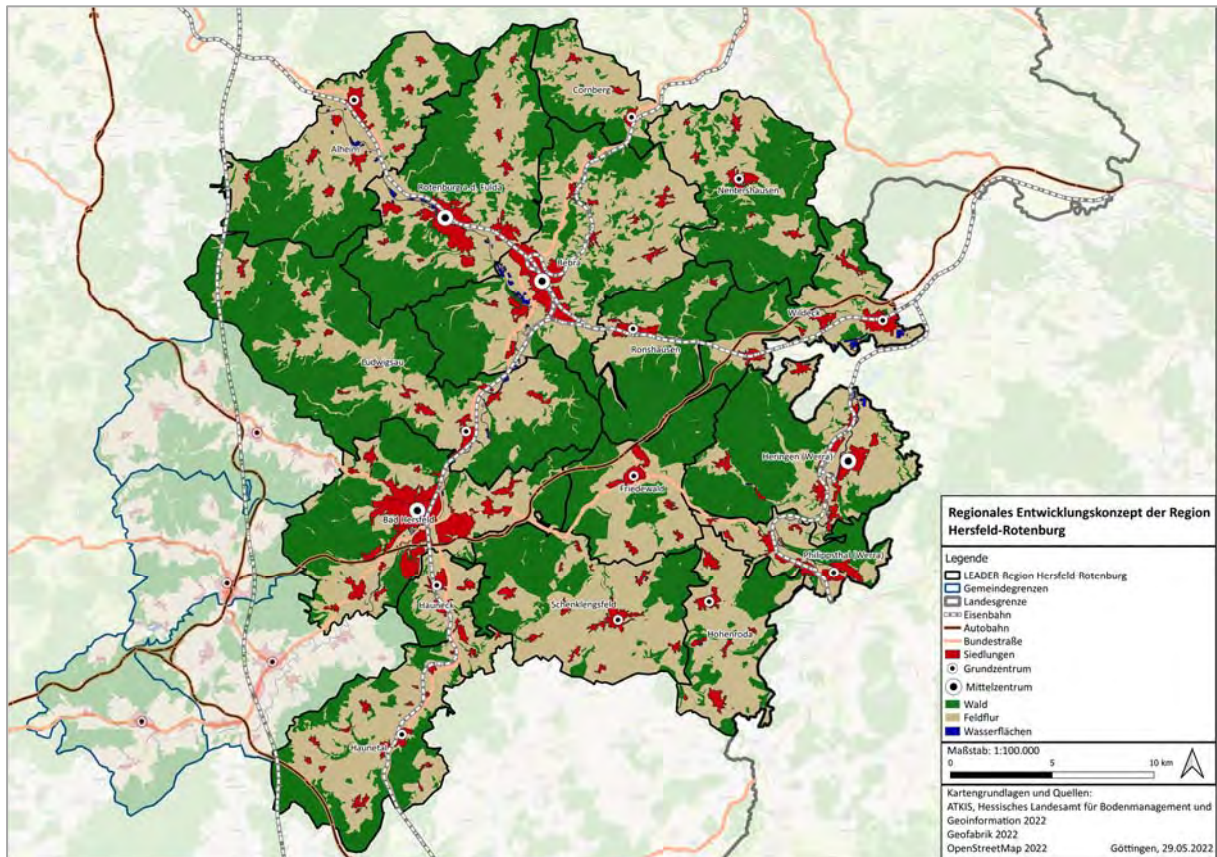 Cornberg
Alheim
Nentershausen
Rotenburg a.d. Fulda
Bebra
Wildeck
Ronshausen
Ludwigsau
Heringen (Werra)
Friedewald
Bad Hersfeld
Philippsthal (Werra)
Hauneck
Schenklengsfeld
Hohenroda
Haunetal
Regionales Entwicklungskonzept der Region
Hersfeld-Rotenburg
Legende
LEADER Region Hersfeld Rotenburg
Gemeindegrenzen
Landesgrenze
Eisenbahn
Autobahn
Bundestraße
Siedlungen
Grundzentrum
Mittelzentrum
Wald
Feldflur
Wasserflächen
Maßstab: 1:100.000
0 5 10 km
Kartengrundlagen und Quellen:
ATKIS, Hessisches Landesamt für Bodenmanagement und
Geoinformation 2022
Geofabrik 2022
OpenStreetMap 2022 Göttingen, 29.05.2022